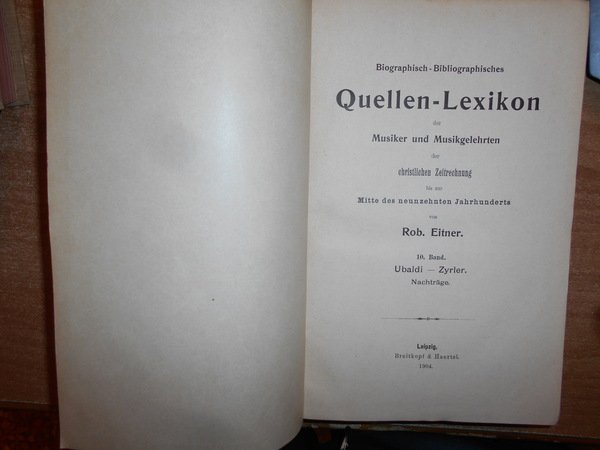 Biographisch-Bibliographisches
Quellen-Lexikon
der
Musiker und Musikgelehrten
der
christlichen Zeitrechnung
bis zur
Mitte des neunzehnten Jahrhunderts
von
Rob. Eitner.
10. Band.
Ubaldi — Zyrler.
Nachträge.
Leipzig.
Breitkopf & Haertel.
1904.